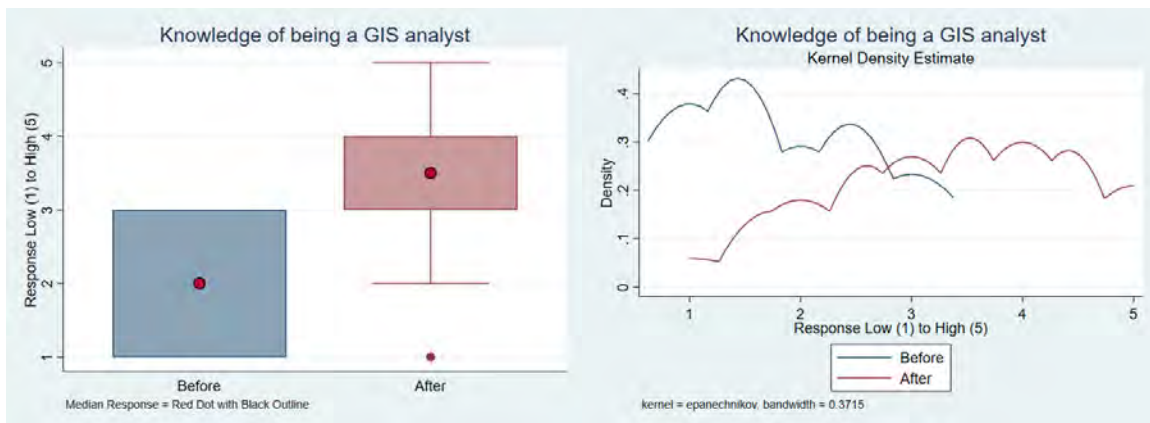 Knowledge of being a GIS analyst
Response Low (1) to High (5)
5
4
3
2
1
Before
After
Median Response = Red Dot with Black Outline
Knowledge of being a GIS analyst
Kernel Density Estimate
Density
.4
.3
.2
.1
0
1 2 3 4 5
Response Low (1) to High (5)
Before
After
kernel = epanechnikov, bandwidth = 0.3715